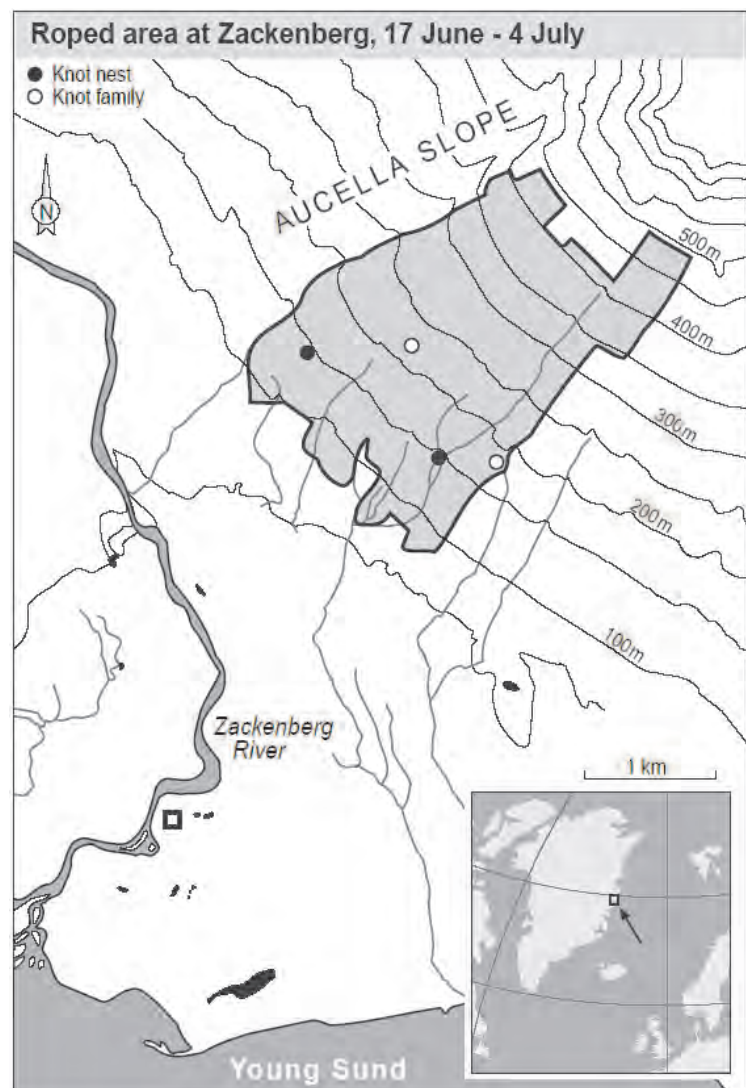 Roped area at Zackenberg, 17 June - 4 July
Knot nest
Knot family
AUCELLA SLOPE
N
500m
400m
300m
200m
100m
Zackenberg
River
1 km
Young Sund